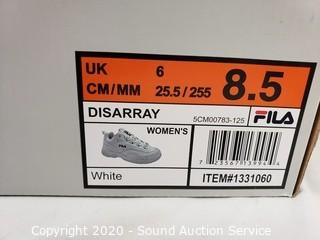 UK 6 8.5
CM/MM 25.5 / 255
DISARRAY 5CM00783-125 FILA
WOMEN'S
White ITEM#1331060
Copyright 2020 - Sound Auction Service